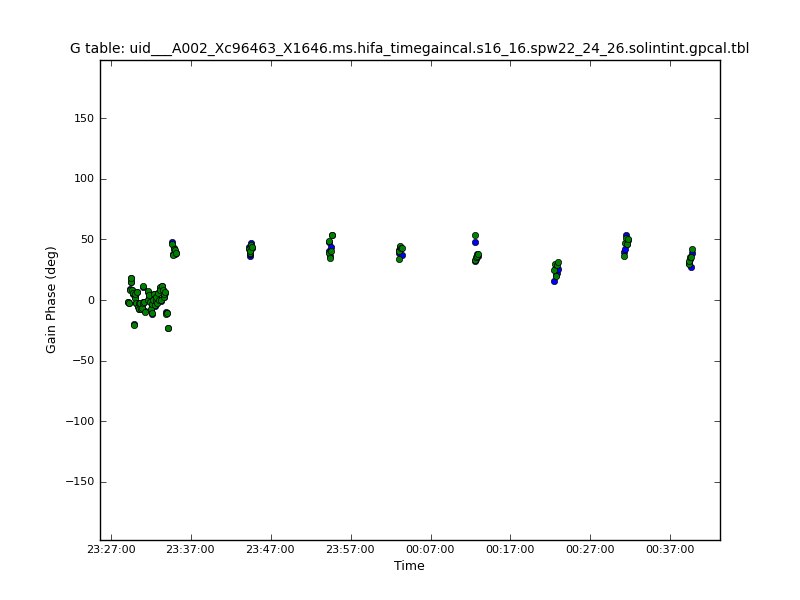 G table: uid___A002_Xc96463_X1646.ms.hifa_timegaincal.s16_16.spw22_24_26.solintint.gpcal.tbl
150
100
50
0
−50
−100
−150
Gain Phase (deg)
23:27:00 23:37:00 23:47:00 23:57:00 00:07:00 00:17:00 00:27:00 00:37:00
Time